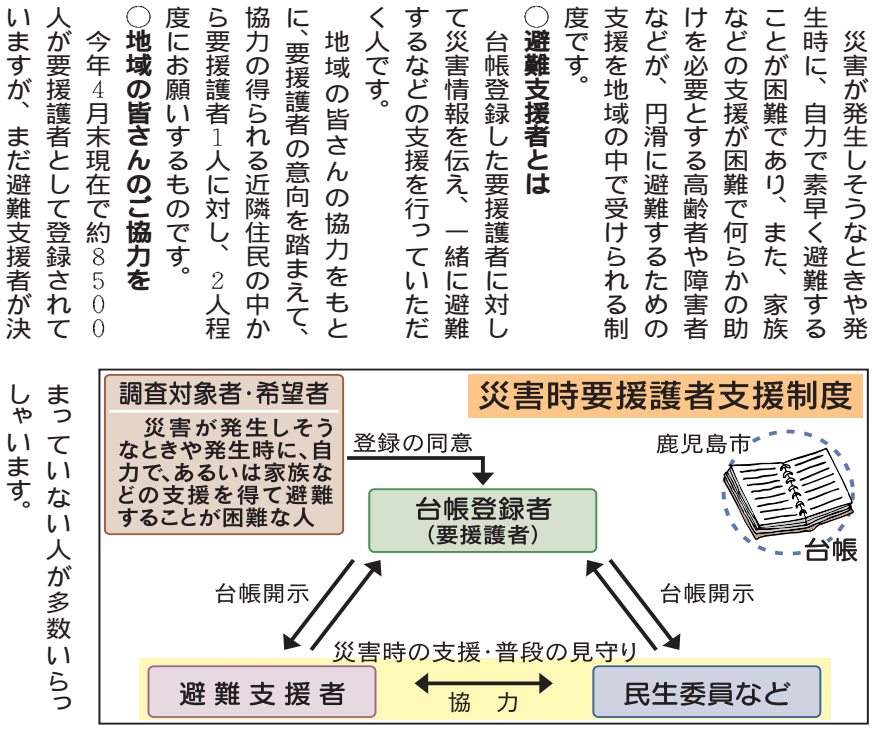 災害が発生しそうなときや発
生時に、自力で素早く避難する
ことが困難であり、また、家族
などの支援が困難で何らかの助
けを必要とする高齢者や障害者
などが、円滑に避難するための
支援を地域の中で受けられる制
度です。
○避難支援者とは
台帳登録した要援護者に対し
て災害情報を伝え、一緒に避難
するなどの支援を行っていただ
く人です。
地域の皆さんの協力をもと
に、要援護者の意向を踏まえて、
協力の得られる近隣住民の中か
ら要援護者1人に対し、2人程
度にお願いするものです。
○地域の皆さんのご協力を
今年4月末現在で約8500
人が要援護者として登録されて
いますが、まだ避難支援者が決
まっていない人が多数いらっ
しゃいます。
災害時要援護者支援制度
調査対象者・希望者
災害が発生しそう
なときや発生時に、自
力で、あるいは家族な
どの支援を得て避難
することが困難な人
登録の同意
台帳登録者
(要援護者)
鹿児島市
台帳
台帳開示
台帳開示
災害時の支援・普段の見守り
避難支援者
協力
民生委員など